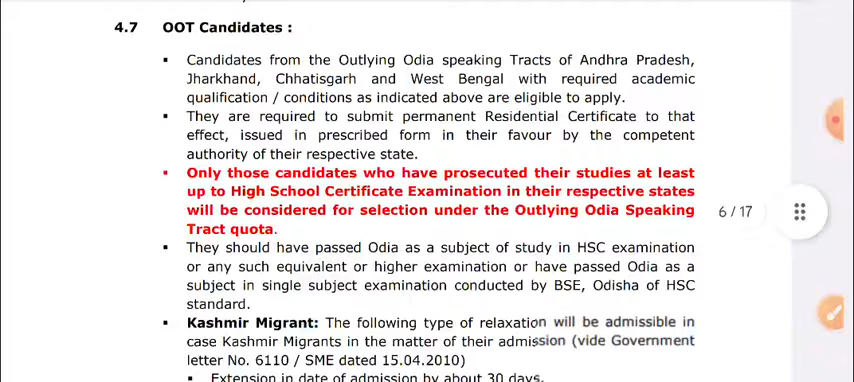 4.7 OOT Candidates :
▪ Candidates from the Outlying Odia speaking Tracts of Andhra Pradesh,
Jharkhand, Chhatisgarh and West Bengal with required academic
qualification / conditions as indicated above are eligible to apply.
▪ They are required to submit permanent Residential Certificate to that
effect, issued in prescribed form in their favour by the competent
authority of their respective state.
▪ Only those candidates who have prosecuted their studies at least
up to High School Certificate Examination in their respective states
will be considered for selection under the Outlying Odia Speaking
Tract quota.
6 / 17
▪ They should have passed Odia as a subject of study in HSC examination
or any such equivalent or higher examination or have passed Odia as a
subject in single subject examination conducted by BSE, Odisha of HSC
standard.
▪ Kashmir Migrant: The following type of relaxation will be admissible in
case Kashmir Migrants in the matter of their admission (vide Government
letter No. 6110 / SME dated 15.04.2010)
▪ Extension in date of admission by about 30 days.